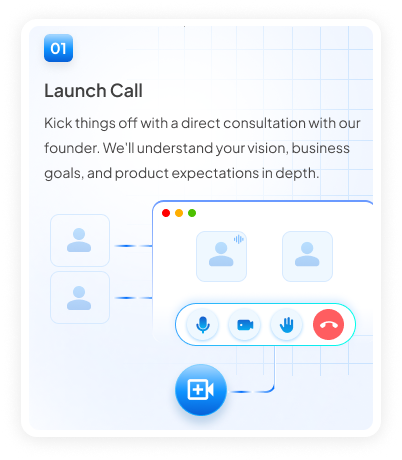 01
Launch Call
Kick things off with a direct consultation with our
founder. We'll understand your vision, business
goals, and product expectations in depth.